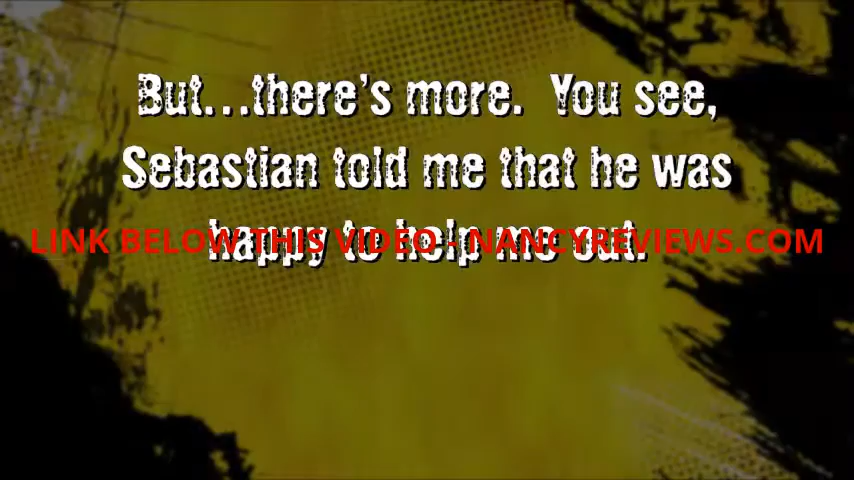 But...there's more. You see,
Sebastian told me that he was
happy to help me out.
LINK BELOW THIS VIDEO - NANCYREVIEWS.COM